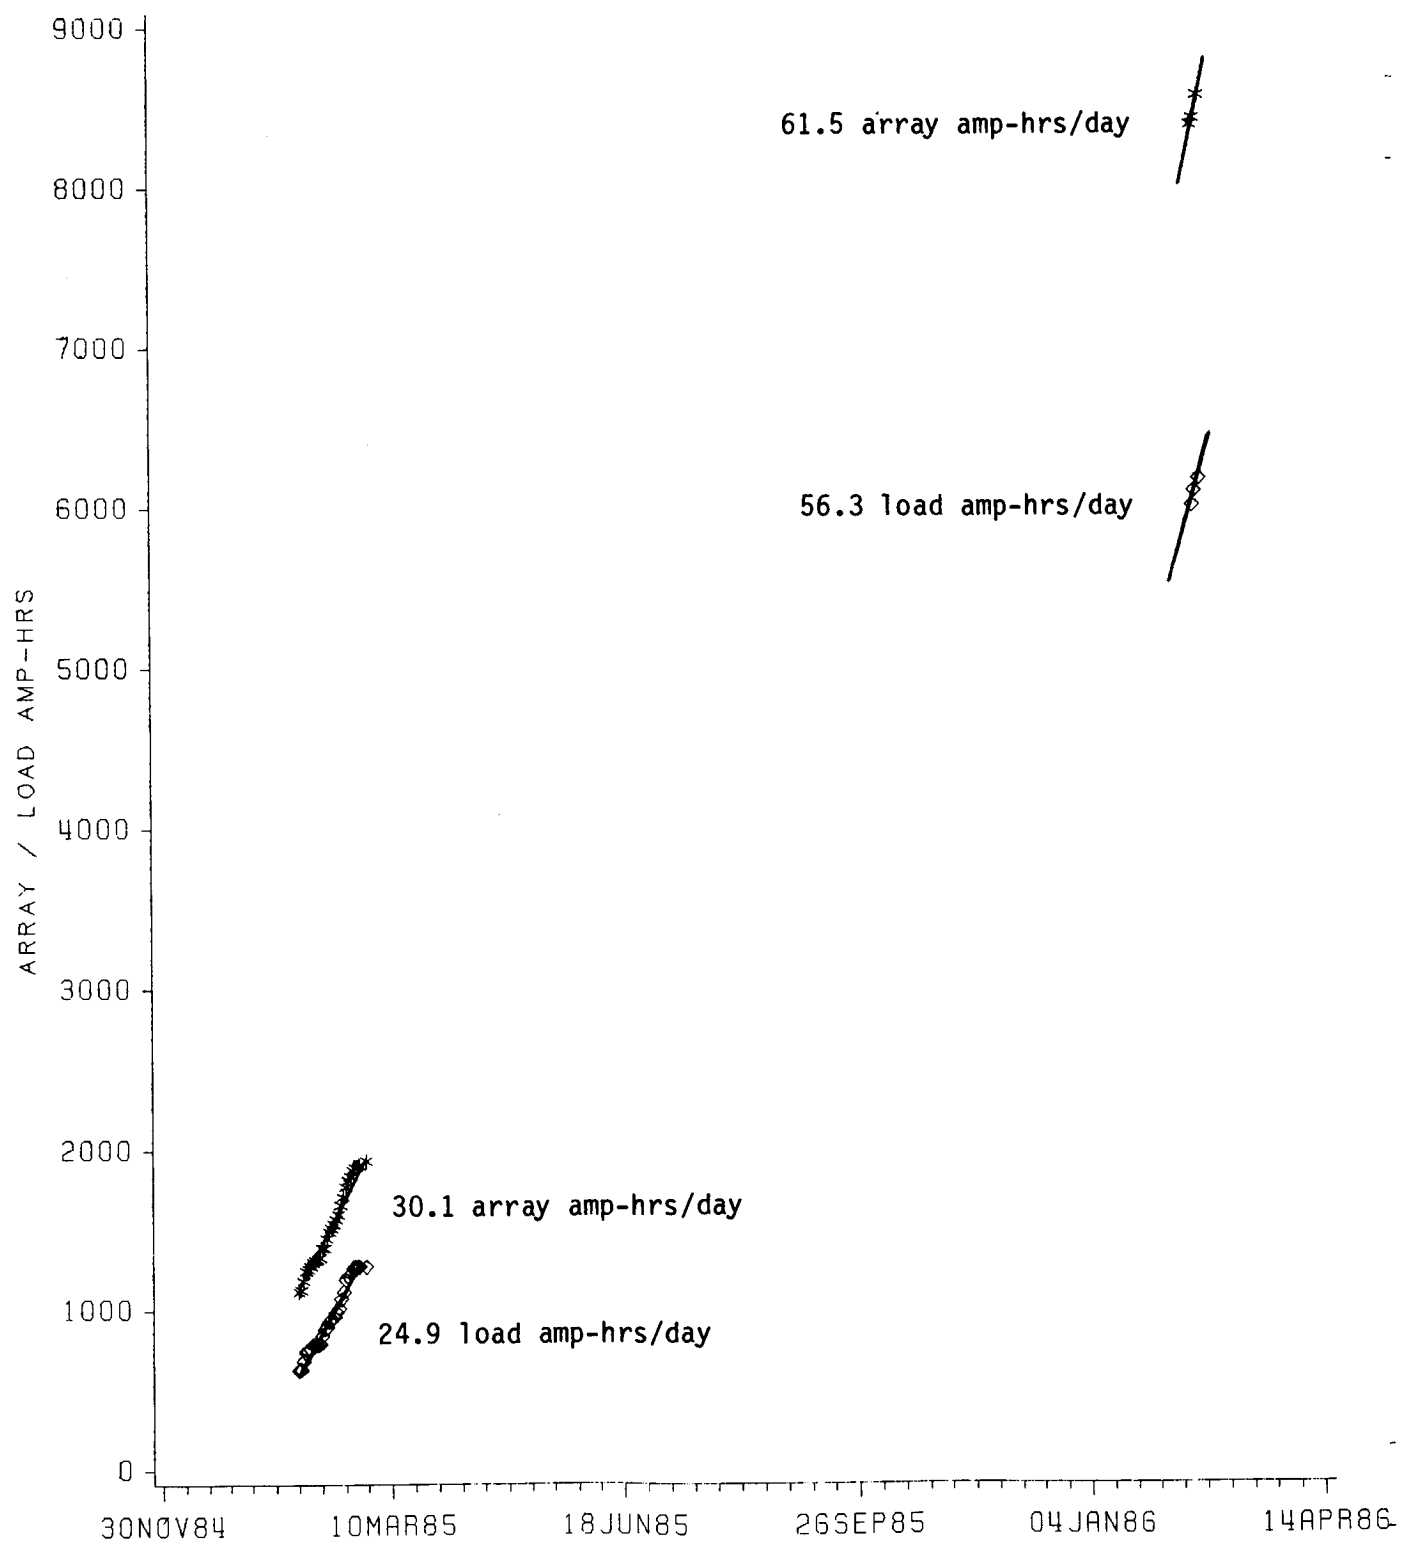 9000
61.5 array amp-hrs/day
8000
7000
56.3 load amp-hrs/day
6000
ARRAY / LOAD AMP-HRS
5000
4000
3000
2000
30.1 array amp-hrs/day
1000
24.9 load amp-hrs/day
0
30NOV84 10MAR85 18JUN85 26SEP85 04JAN86 14APR86